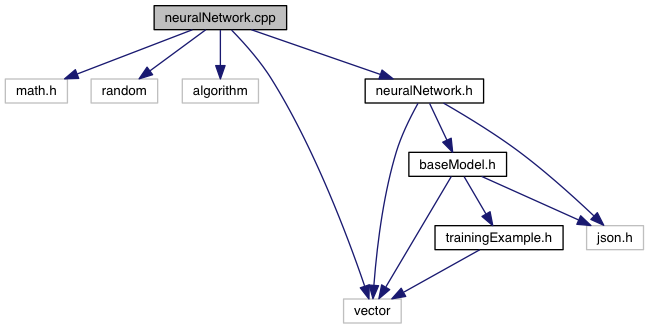 neuralNetwork.cpp
math.h
random
algorithm
neuralNetwork.h
baseModel.h
trainingExample.h
json.h
vector